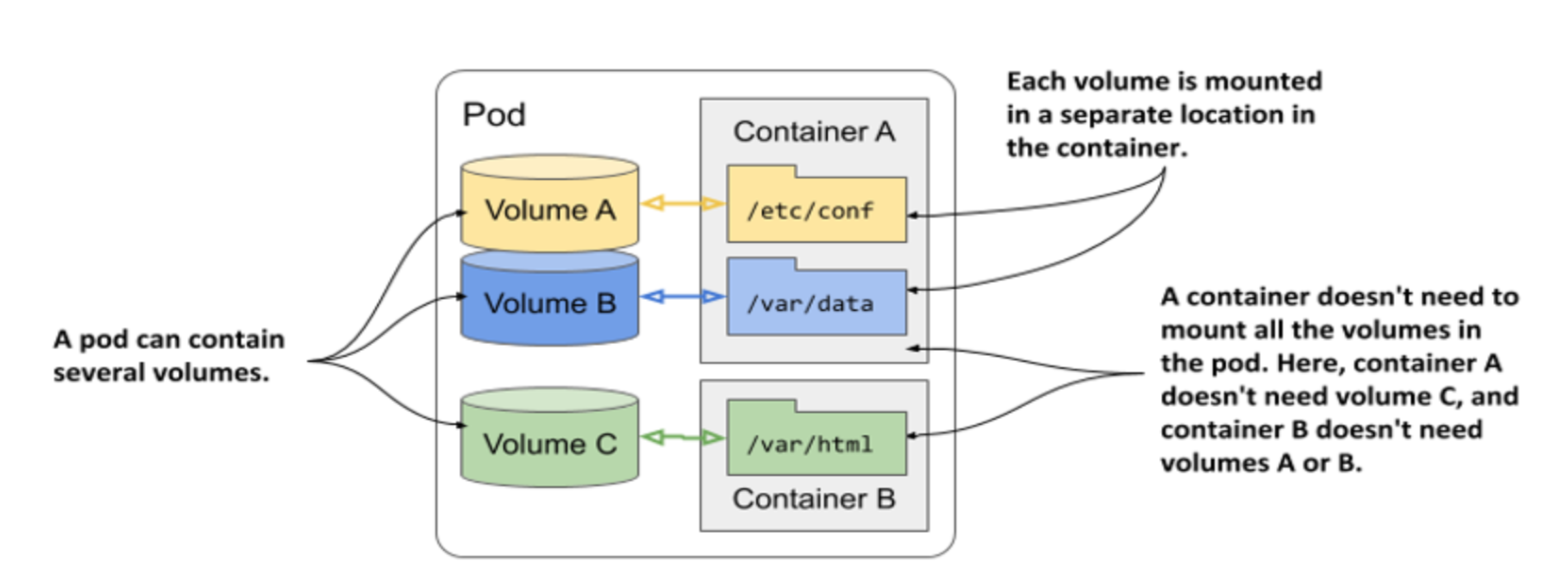 A pod can contain
several volumes.
Pod
Volume A
Volume B
Volume C
Container A
/etc/conf
/var/data
/var/html
Container B
Each volume is mounted
in a separate location in
the container.
A container doesn't need to
mount all the volumes in
the pod. Here, container A
doesn't need volume C, and
container B doesn't need
volumes A or B.